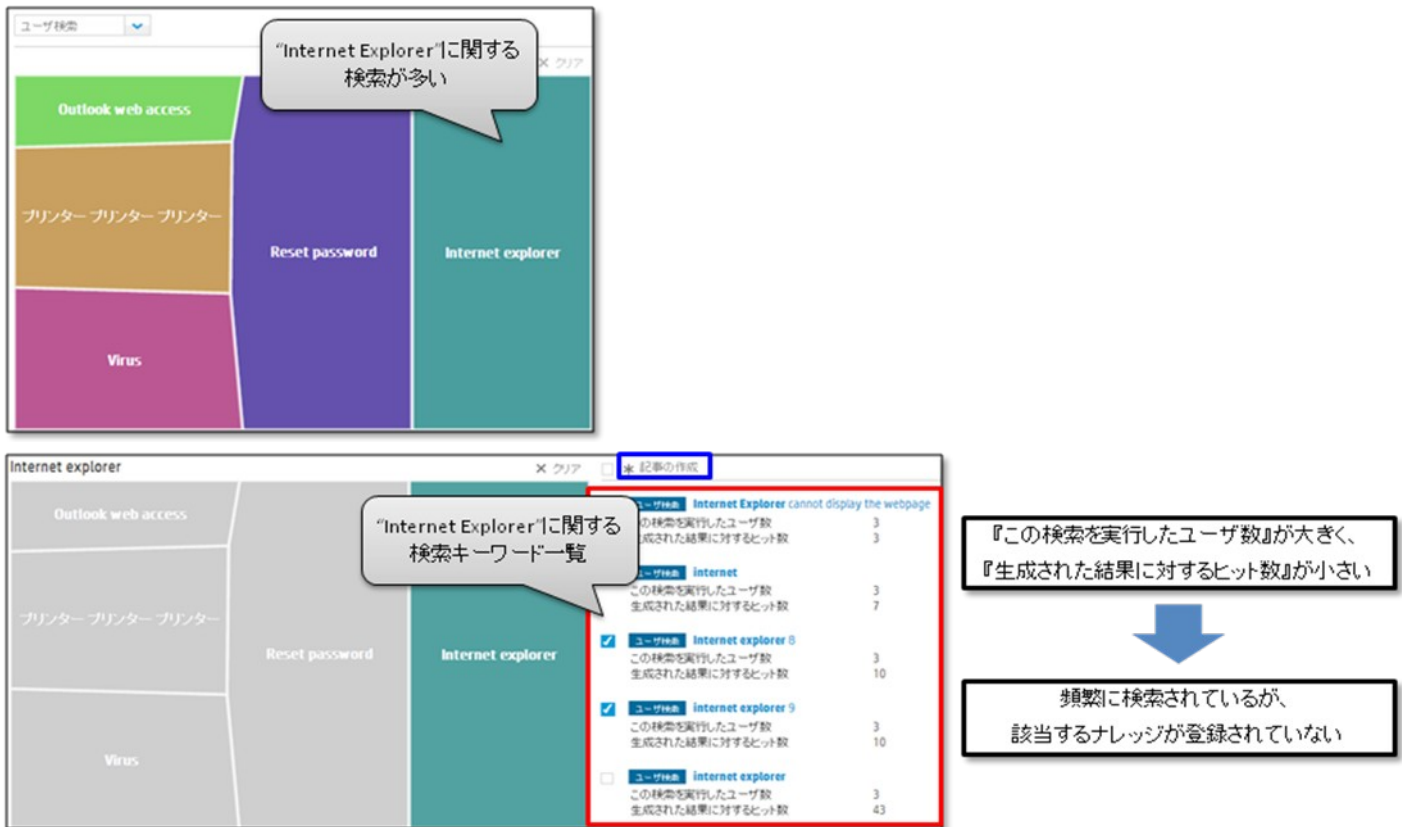 ユーザ検索
“Internet Explorer”に関する
検索が多い
× クリア
Outlook web access
プリンター プリンター プリンター
Reset password
Internet explorer
Virus
Internet explorer
× クリア
* 記事の作成
Outlook web access
プリンター プリンター プリンター
Reset password
Internet explorer
Virus
“Internet Explorer”に関する
検索キーワード一覧
ユーザ検索 Internet Explorer cannot display the webpage
の検索を実行したユーザ数 3
成された結果に対するヒット数 3
ユーザ検索 internet
この検索を実行したユーザ数 3
生成された結果に対するヒット数 7
ユーザ検索 Internet explorer 8
この検索を実行したユーザ数 3
生成された結果に対するヒット数 10
ユーザ検索 internet explorer 9
この検索を実行したユーザ数 3
生成された結果に対するヒット数 10
ユーザ検索 internet explorer
この検索を実行したユーザ数 3
生成された結果に対するヒット数 43
『この検索を実行したユーザ数』が大きく、
『生成された結果に対するヒット数』が小さい
頻繁に検索されているが、
該当するナレッジが登録されていない